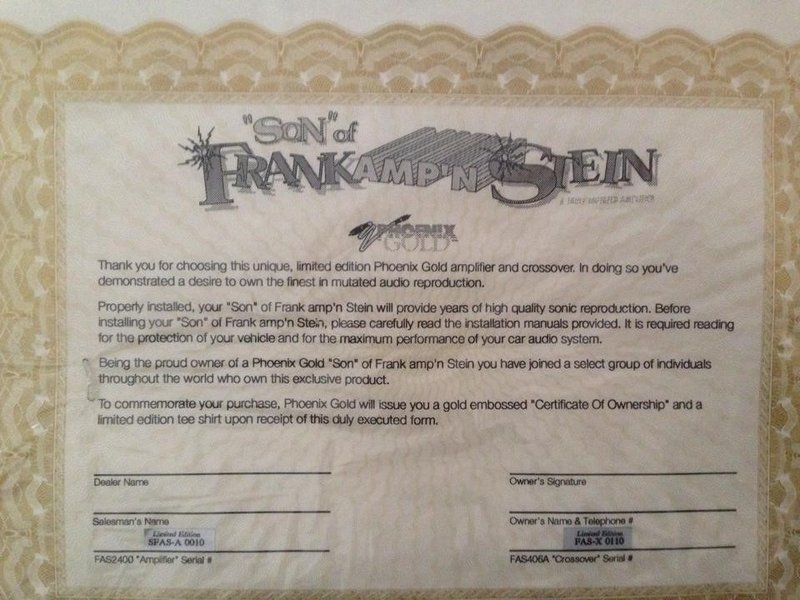 "SON" of
FRANKAMP'N STEIN
PHOENIX
GOLD
Thank you for choosing this unique, limited edition Phoenix Gold amplifier and crossover. In doing so you've
demonstrated a desire to own the finest in mutated audio reproduction.
Properly installed, your "Son" of Frank amp'n Stein will provide years of high quality sonic reproduction. Before
installing your "Son" of Frank amp'n Stein, please carefully read the installation manuals provided. It is required reading
for the protection of your vehicle and for the maximum performance of your car audio system.
Being the proud owner of a Phoenix Gold "Son" of Frank amp'n Stein you have joined a select group of individuals
throughout the world who own this exclusive product.
To commemorate your purchase, Phoenix Gold will issue you a gold embossed "Certificate Of Ownership" and a
limited edition tee shirt upon receipt of this duly executed form.
Dealer Name
Owner's Signature
Salesman's Name
Owner's Name & Telephone #
Limited Edition
SFAS-A 0010
Limited Edition
FAS-X 0110
FAS2400 "Amplifier" Serial #
FAS406A "Crossover" Serial #